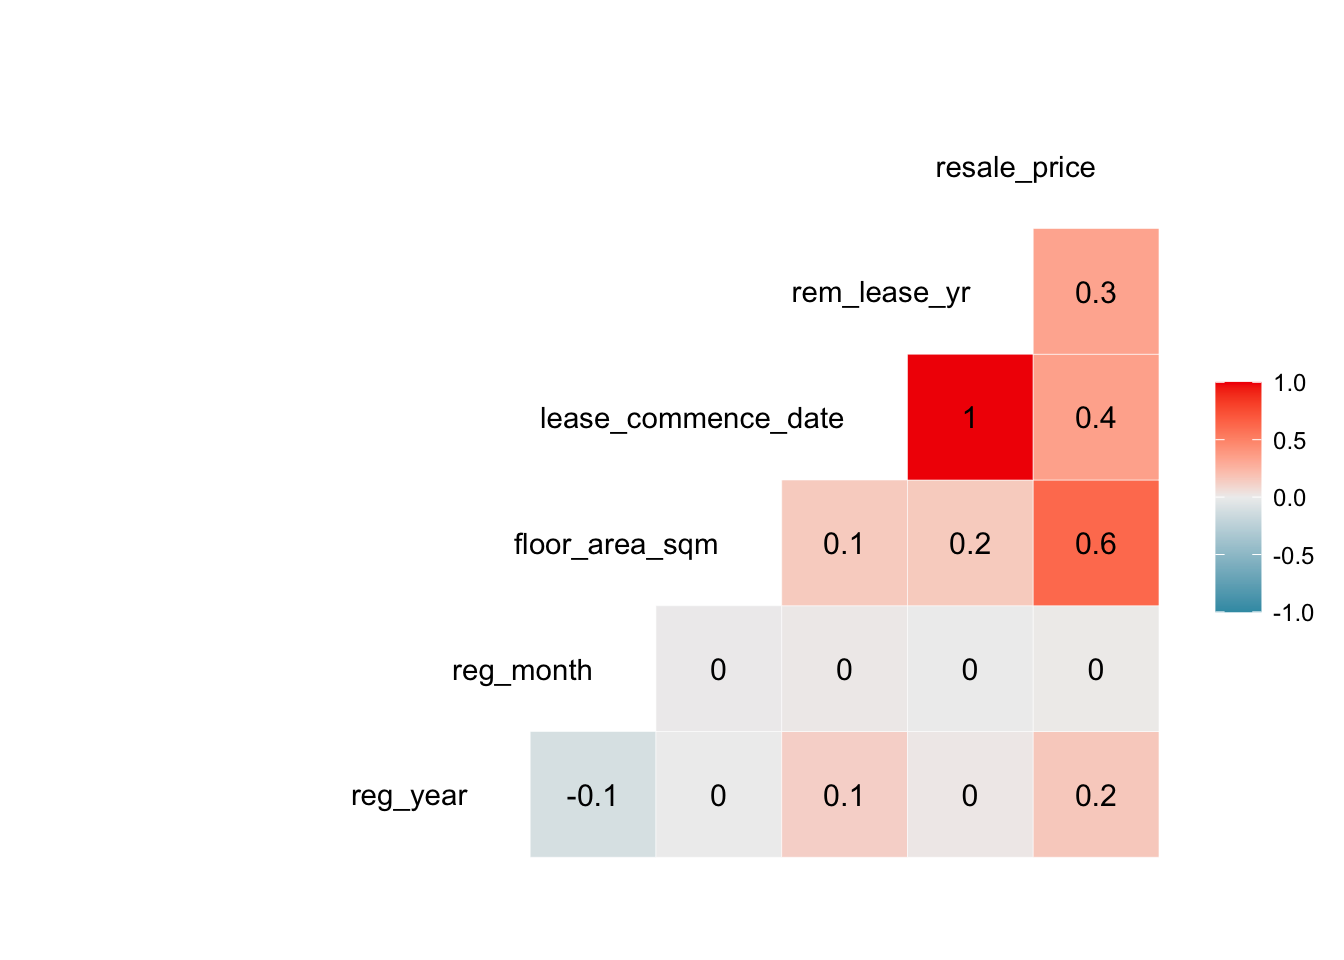 resale_price
rem_lease_yr 0.3
lease_commence_date 1 0.4
floor_area_sqm 0.1 0.2 0.6
reg_month 0 0 0 0
reg_year -0.1 0 0.1 0 0.2
1.0
0.5
0.0
-0.5
-1.0